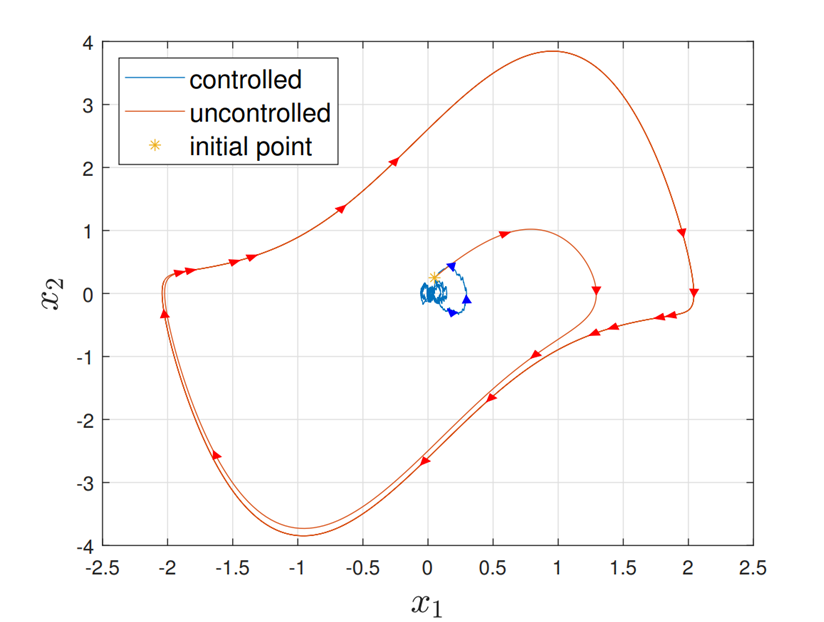 controlled
uncontrolled
initial point
4
3
2
1
0
-1
-2
-3
-4
x₂
-2.5 -2 -1.5 -1 -0.5 0 0.5 1 1.5 2 2.5
x₁